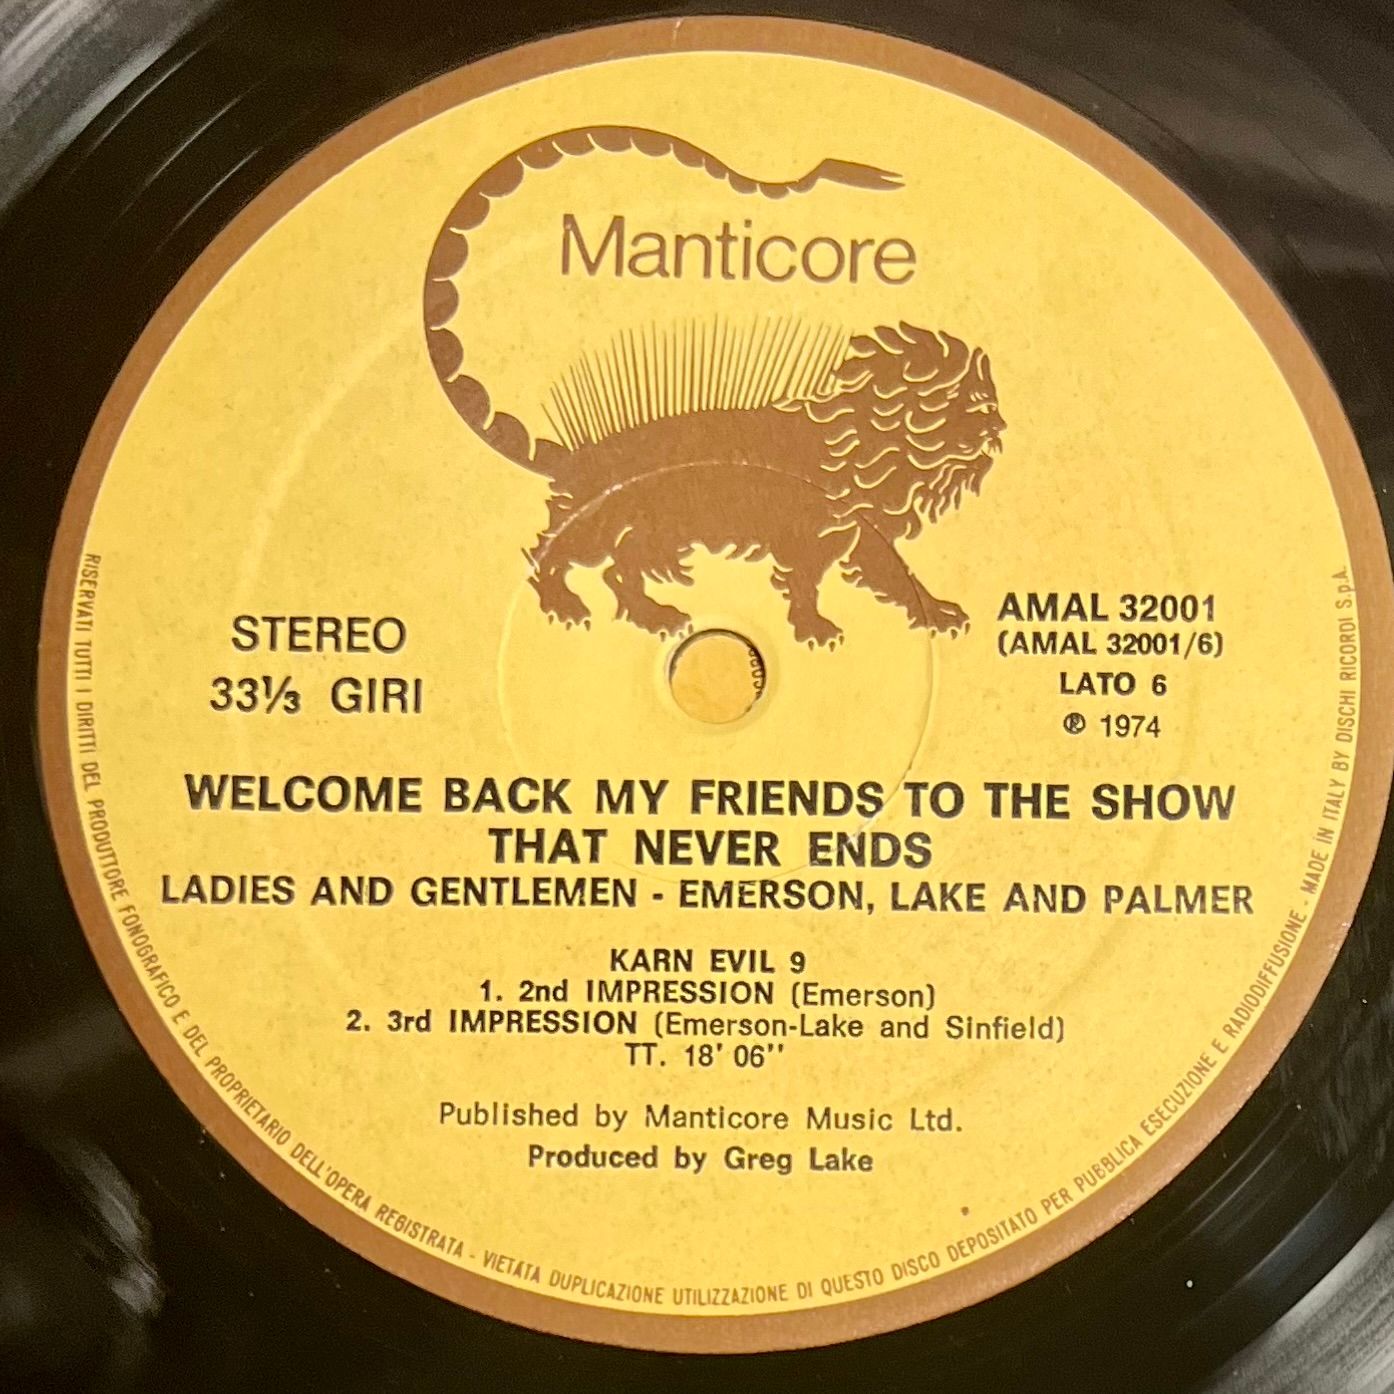 Manticore
STEREO
33⅓ GIRI
AMAL 32001
(AMAL 32001/6)
LATO 6
℗ 1974
WELCOME BACK MY FRIENDS TO THE SHOW
THAT NEVER ENDS
LADIES AND GENTLEMEN - EMERSON, LAKE AND PALMER
KARN EVIL 9
1. 2nd IMPRESSION (Emerson)
2. 3rd IMPRESSION (Emerson-Lake and Sinfield)
TT. 18' 06''
Published by Manticore Music Ltd.
Produced by Greg Lake
RISERVATI TUTTI I DIRITTI DEL PRODUTTORE FONOGRAFICO E DEL PROPRIETARIO DELL'OPERA REGISTRATA - VIETATA DUPLICAZIONE UTILIZZAZIONE DI QUESTO DISCO DEPOSITATO PER PUBBLICA ESECUZIONE E RADIODIFFUSIONE - MADE IN ITALY BY DISCHI RICORDI S.p.A.